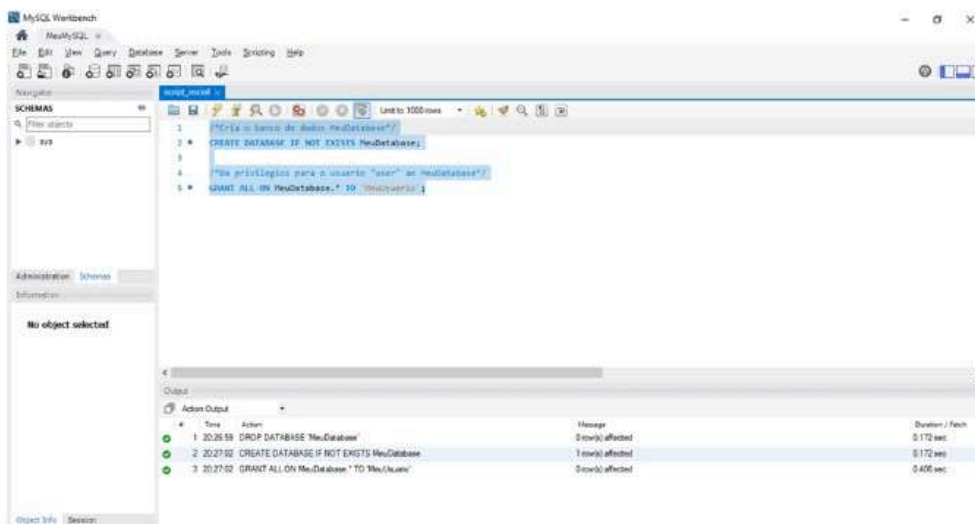 MySQL Workbench
MeuMySQL
File Edit View Query Database Server Tools Scripting Help
Navigator
script_inicial
SCHEMAS
Limit to 1000 rows
Filter objects
sys
1 /*Cria o banco de dados MeuDatabase*/
2 CREATE DATABASE IF NOT EXISTS MeuDatabase;
3
4 /*Da privilegios para o usuario "user" ao MeuDatabase*/
5 GRANT ALL ON MeuDatabase.* TO 'MeuUsuario';
Administration Schemas
Information
No object selected
Output
Action Output
# Time Action Message Duration / Fetch
1 20:26:59 DROP DATABASE `MeuDatabase` 0 row(s) affected 0.172 sec
2 20:27:02 CREATE DATABASE IF NOT EXISTS MeuDatabase 1 row(s) affected 0.172 sec
3 20:27:02 GRANT ALL ON MeuDatabase.* TO 'MeuUsuario' 0 row(s) affected 0.406 sec
Object Info Session